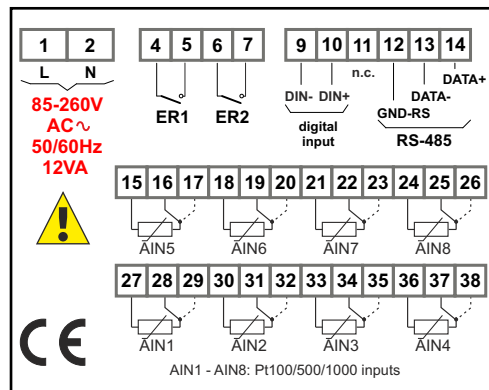 1 2 4 5 6 7 9 10 11 12 13 14
L N n.c. DATA+
DIN- DIN+ DATA-
85-260V ER1 ER2 GND-RS
AC∿ digital
50/60Hz input RS-485
12VA
15 16 17 18 19 20 21 22 23 24 25 26
AIN5 AIN6 AIN7 AIN8
27 28 29 30 31 32 33 34 35 36 37 38
AIN1 AIN2 AIN3 AIN4
CE
AIN1 - AIN8: Pt100/500/1000 inputs